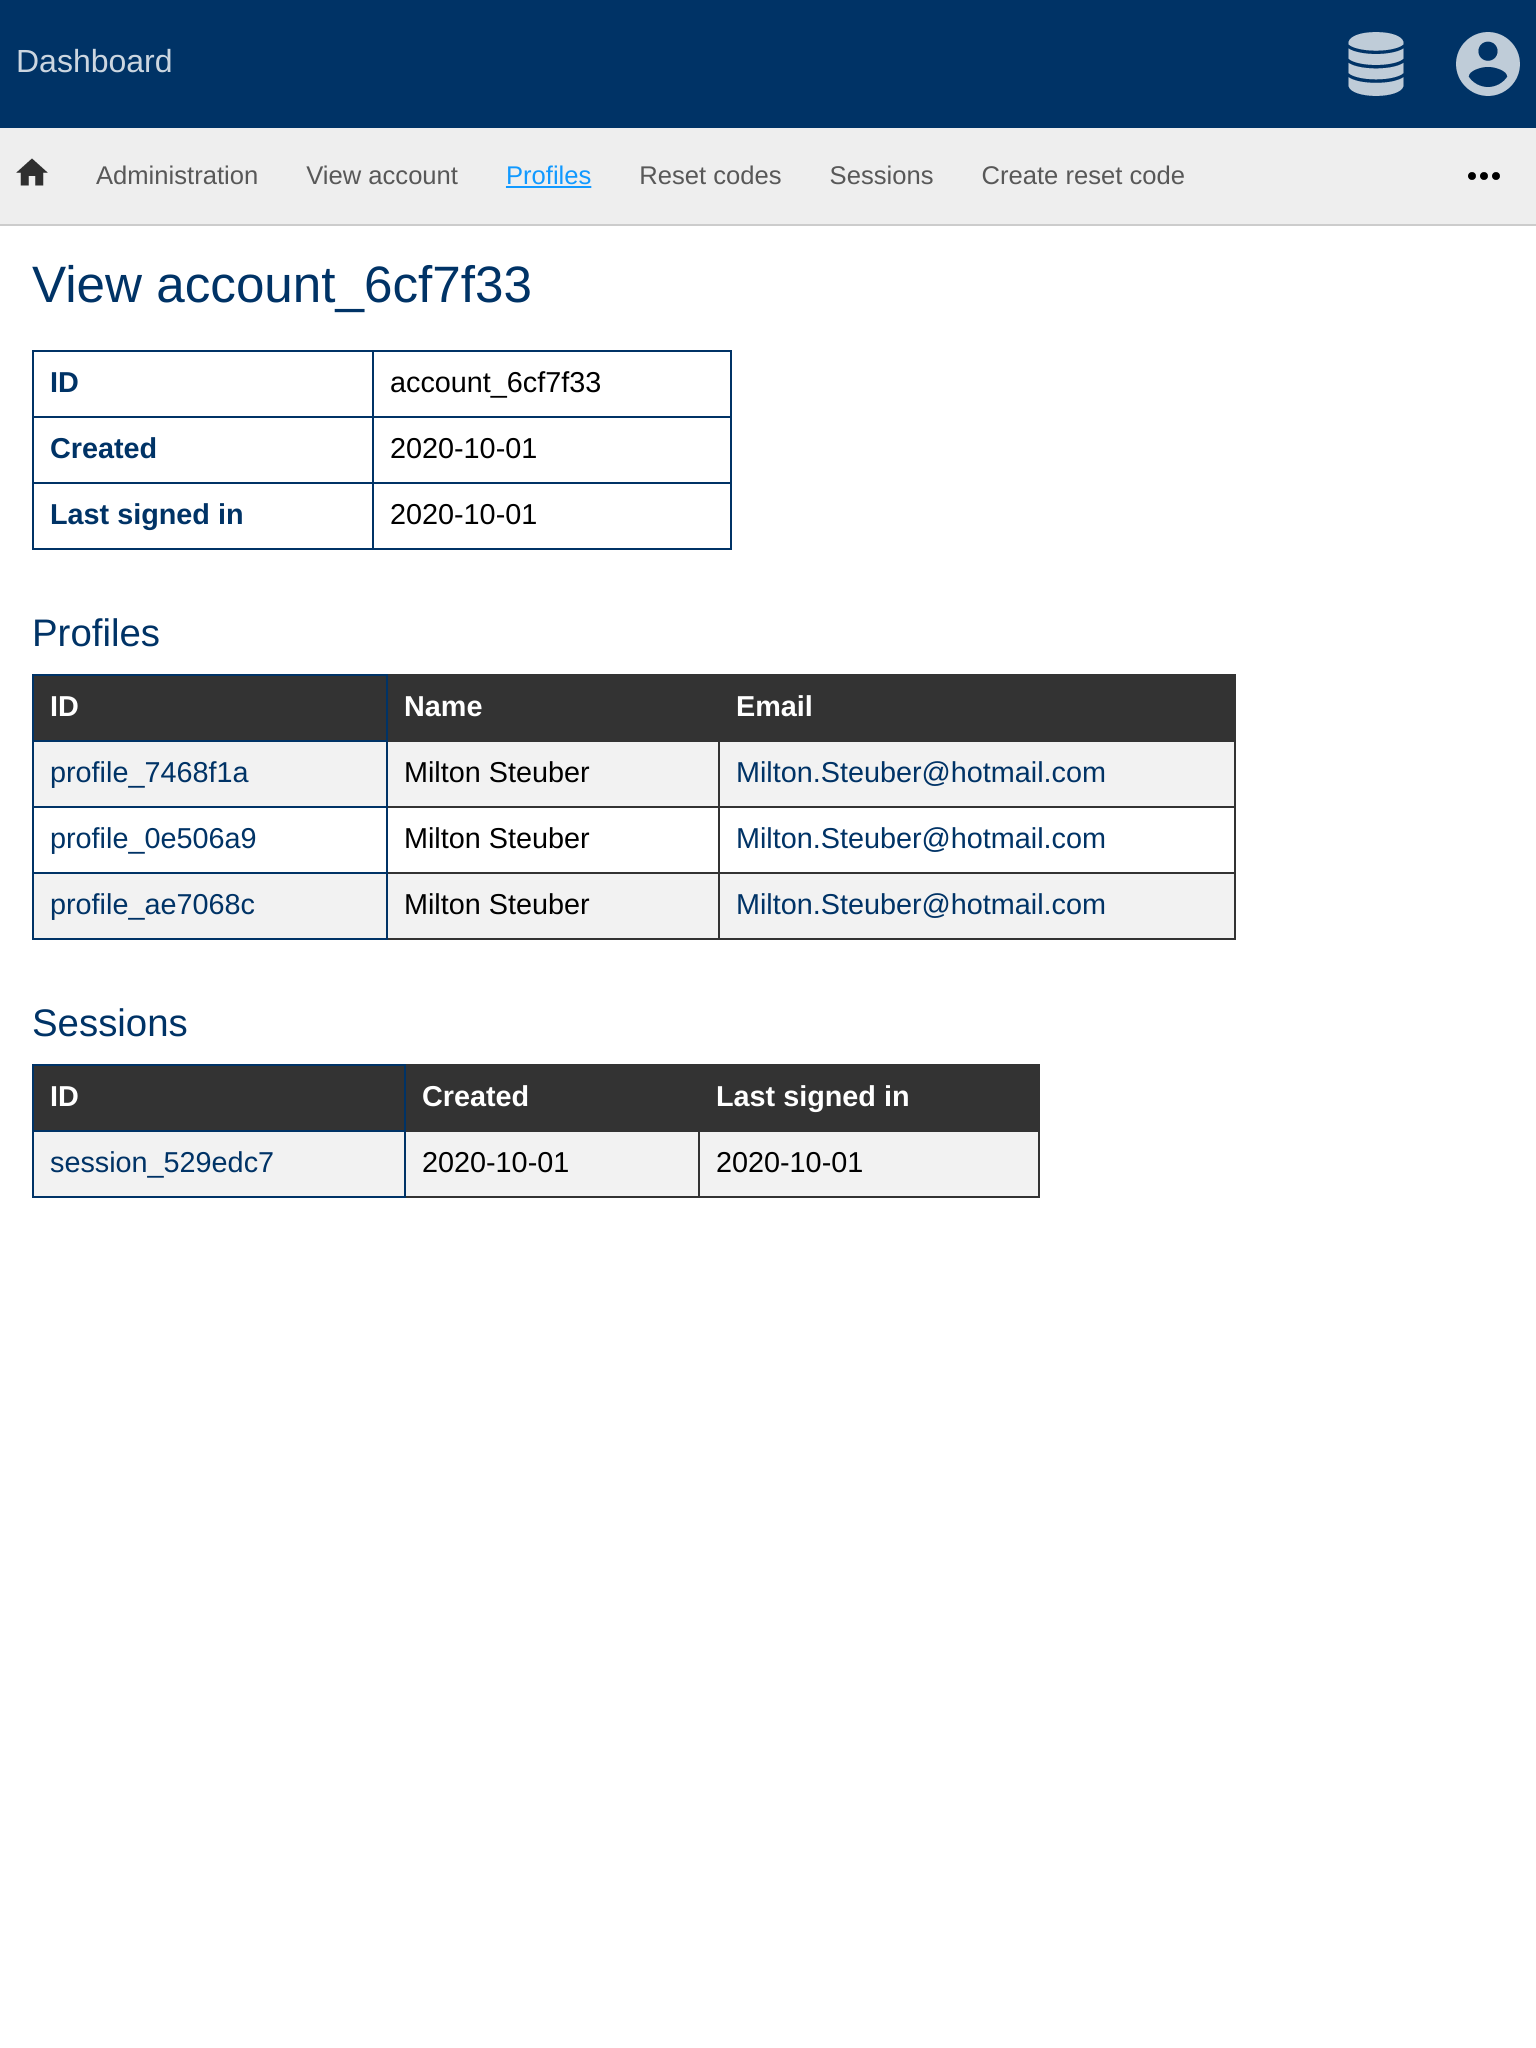 Dashboard
Administration View account Profiles Reset codes Sessions Create reset code
View account_6cf7f33
ID account_6cf7f33
Created 2020-10-01
Last signed in 2020-10-01
Profiles
ID Name Email
profile_7468f1a Milton Steuber Milton.Steuber@hotmail.com
profile_0e506a9 Milton Steuber Milton.Steuber@hotmail.com
profile_ae7068c Milton Steuber Milton.Steuber@hotmail.com
Sessions
ID Created Last signed in
session_529edc7 2020-10-01 2020-10-01